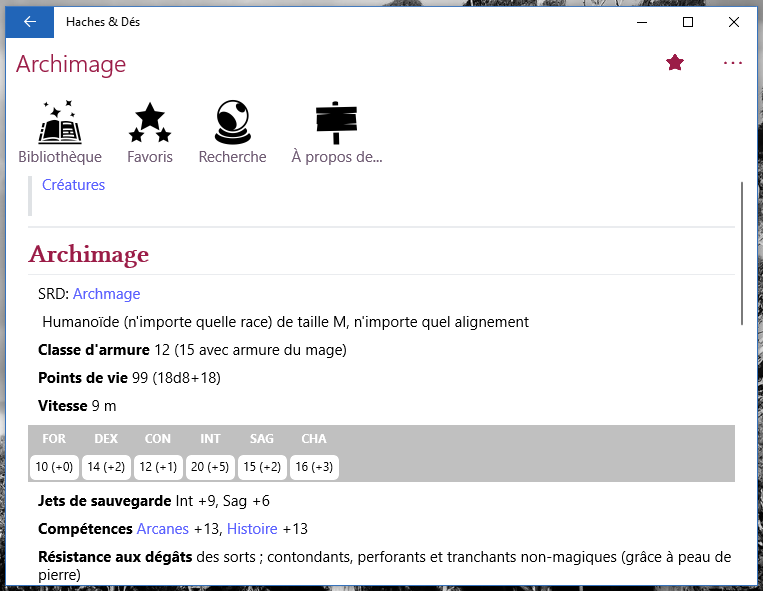 Haches & Dés
Archimage
Bibliothèque Favoris Recherche À propos de...
Créatures
Archimage
SRD: Archmage
Humanoïde (n'importe quelle race) de taille M, n'importe quel alignement
Classe d'armure 12 (15 avec armure du mage)
Points de vie 99 (18d8+18)
Vitesse 9 m
FOR DEX CON INT SAG CHA
10 (+0) 14 (+2) 12 (+1) 20 (+5) 15 (+2) 16 (+3)
Jets de sauvegarde Int +9, Sag +6
Compétences Arcanes +13, Histoire +13
Résistance aux dégâts des sorts ; contondants, perforants et tranchants non-magiques (grâce à peau de
pierre)